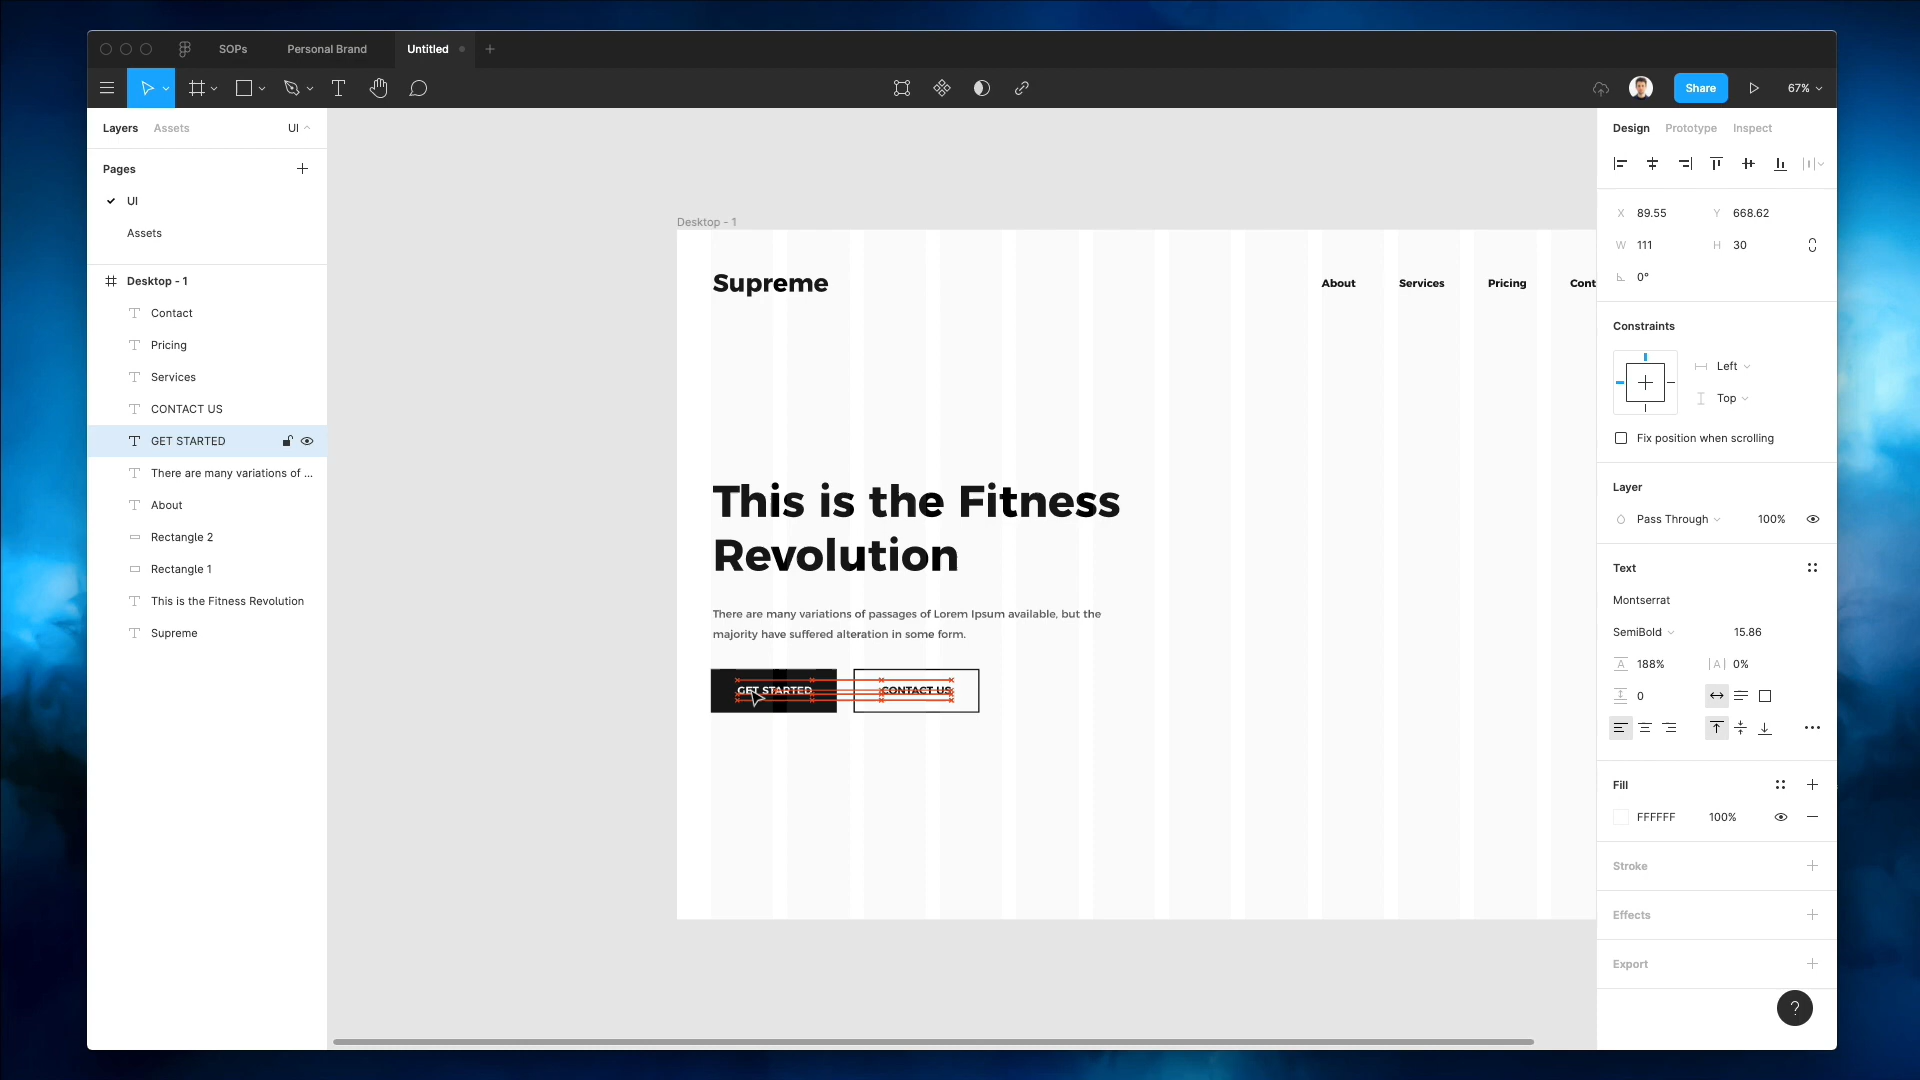 SOPs
Personal Brand
Untitled
Share
67%
Layers
Assets
UI
Pages
UI
Assets
Desktop - 1
Contact
Pricing
Services
CONTACT US
GET STARTED
There are many variations of ...
About
Rectangle 2
Rectangle 1
This is the Fitness Revolution
Supreme
Desktop - 1
Supreme
About
Services
Pricing
Cont
This is the Fitness
Revolution
There are many variations of passages of Lorem Ipsum available, but the
majority have suffered alteration in some form.
GET STARTED
CONTACT US
Design
Prototype
Inspect
X 89.55 Y 668.62
W 111 H 30
0°
Constraints
Left
Top
Fix position when scrolling
Layer
Pass Through 100%
Text
Montserrat
SemiBold 15.86
A 188% |A| 0%
0
Fill
FFFFFF 100%
Stroke
Effects
Export
?